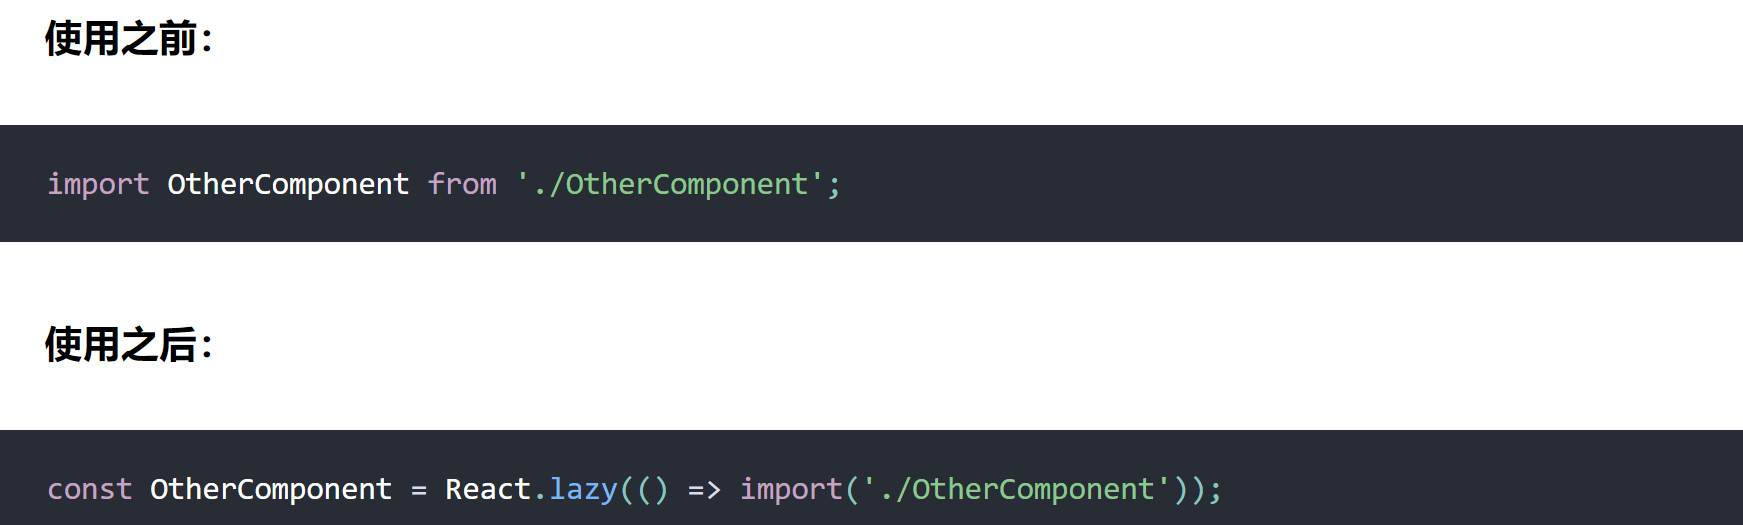 使用之前：
import OtherComponent from './OtherComponent';
使用之后：
const OtherComponent = React.lazy(() => import('./OtherComponent'));